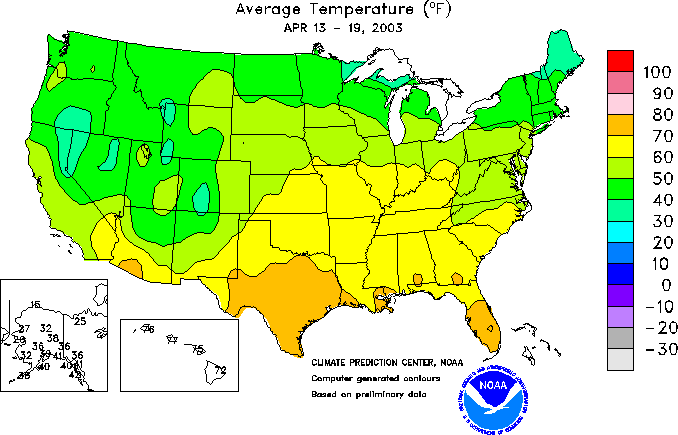 Average Temperature (°F)
APR 13 - 19, 2003
100
90
80
70
60
50
40
30
20
10
0
-10
-20
-30
15
25
27 32
29 38
36 36
32 39 41 36
40 40 41
38 42
76
75
72
CLIMATE PREDICTION CENTER, NOAA
Computer generated contours
Based on preliminary data
NOAA